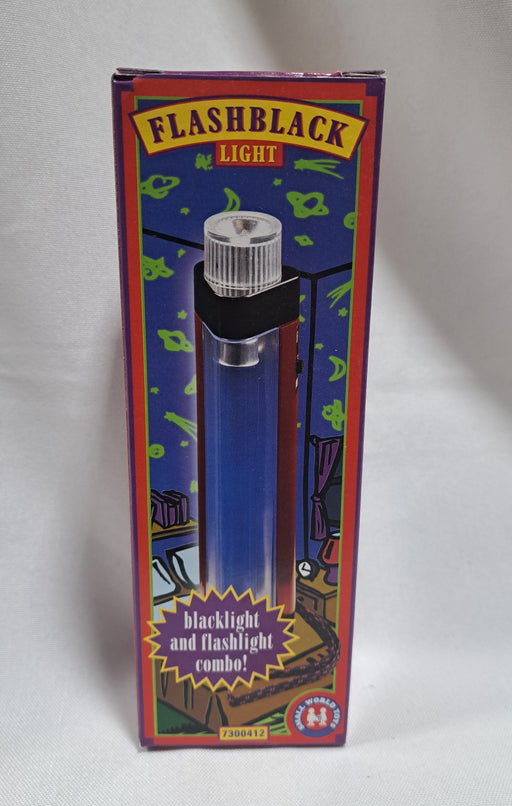 FLASHBLACK
LIGHT
blacklight
and flashlight
combo!
SMALL WORLD TOYS
7300412